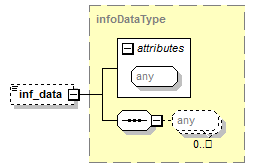 infoDataType
attributes
any
inf_data
any
0..□